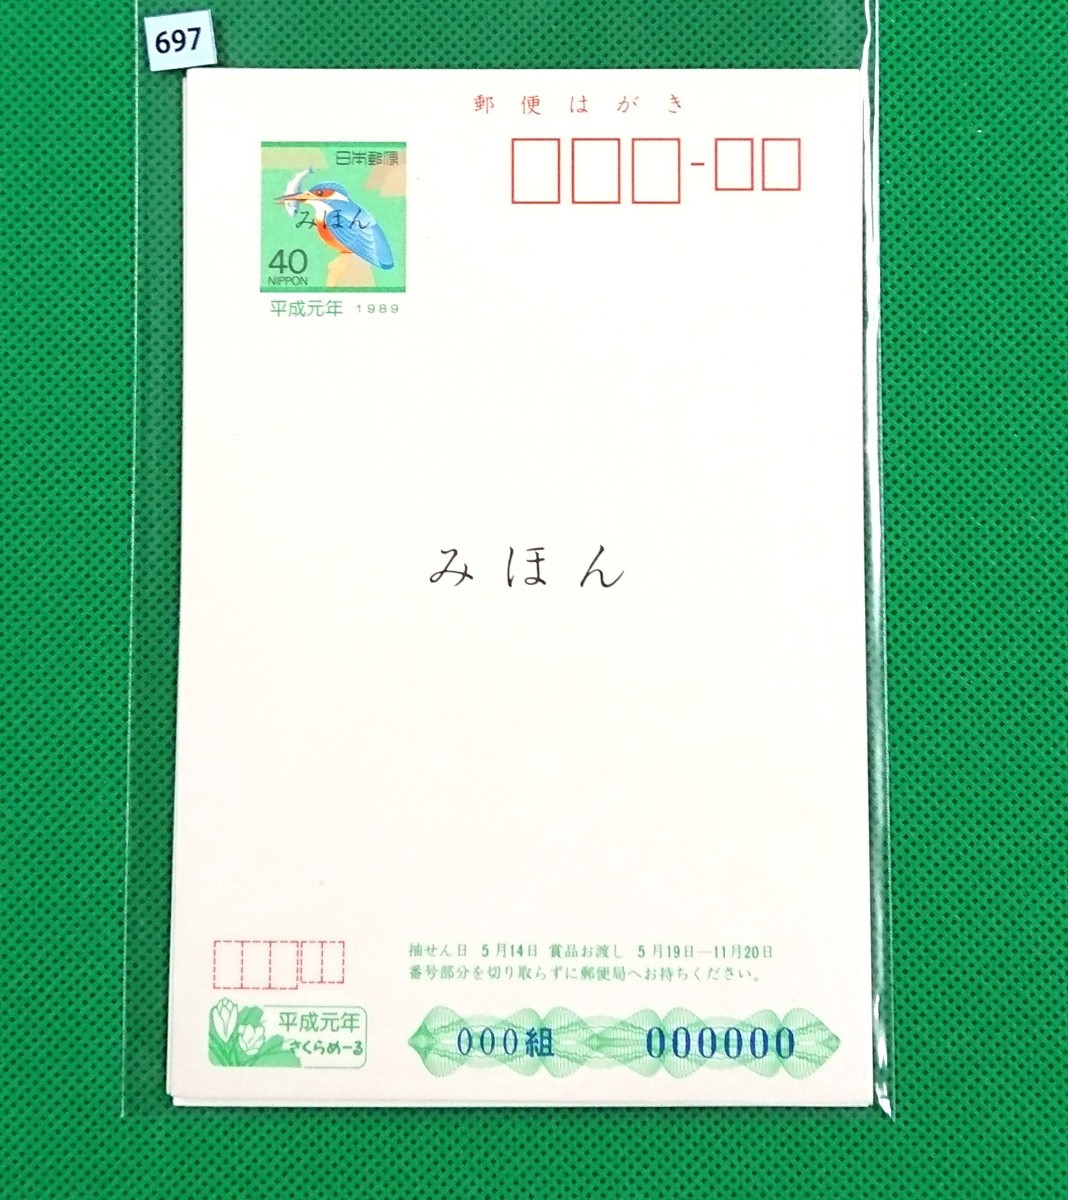 697
郵便はがき
日本郵便
みほん
40
NIPPON
平成元年 1989
みほん
抽せん日 5月14日 賞品お渡し 5月19日―11月20日
番号部分を切り取らずに郵便局へお持ちください。
平成元年
さくらめーる
000組 000000